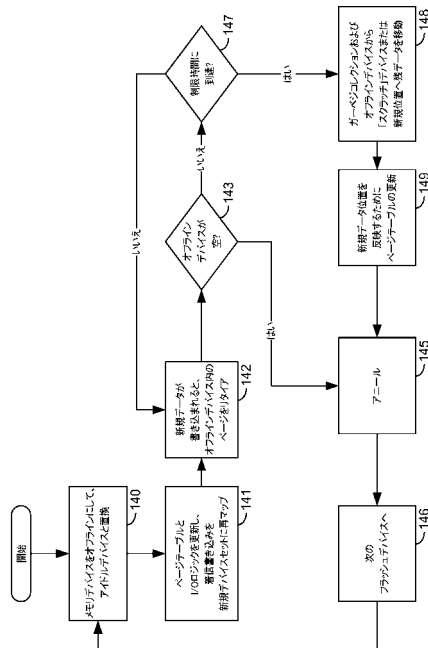 開始
メモリデバイスをオフラインにして、
アイドルデバイスと置換
140
ページテーブルと
I/Oロジックを更新し、
着信書き込みを
新規デバイスセットに再マップ
141
新規データが
書き込まれると、
オフラインデバイス内の
ページをリタイア
142
オフライン
デバイスが
空?
143
いいえ
はい
制限時間に
到達?
147
いいえ
はい
ガーベジコレクションおよび
オフラインデバイスから
「スクラッチ」デバイスまたは
新規位置へ残データを移動
148
新規データ位置を
反映するために
ページテーブルの更新
149
アニール
145
次の
フラッシュデバイスへ
146